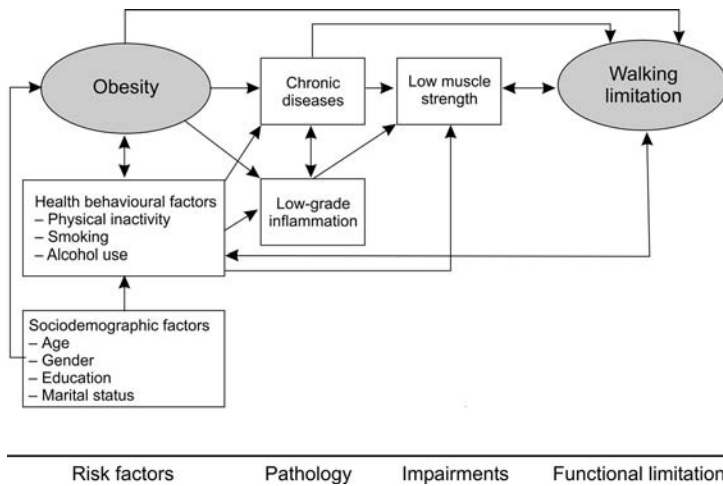 Obesity
Chronic
diseases
Low muscle
strength
Walking
limitation
Health behavioural factors
– Physical inactivity
– Smoking
– Alcohol use
Low-grade
inflammation
Sociodemographic factors
– Age
– Gender
– Education
– Marital status
Risk factors Pathology Impairments Functional limitation